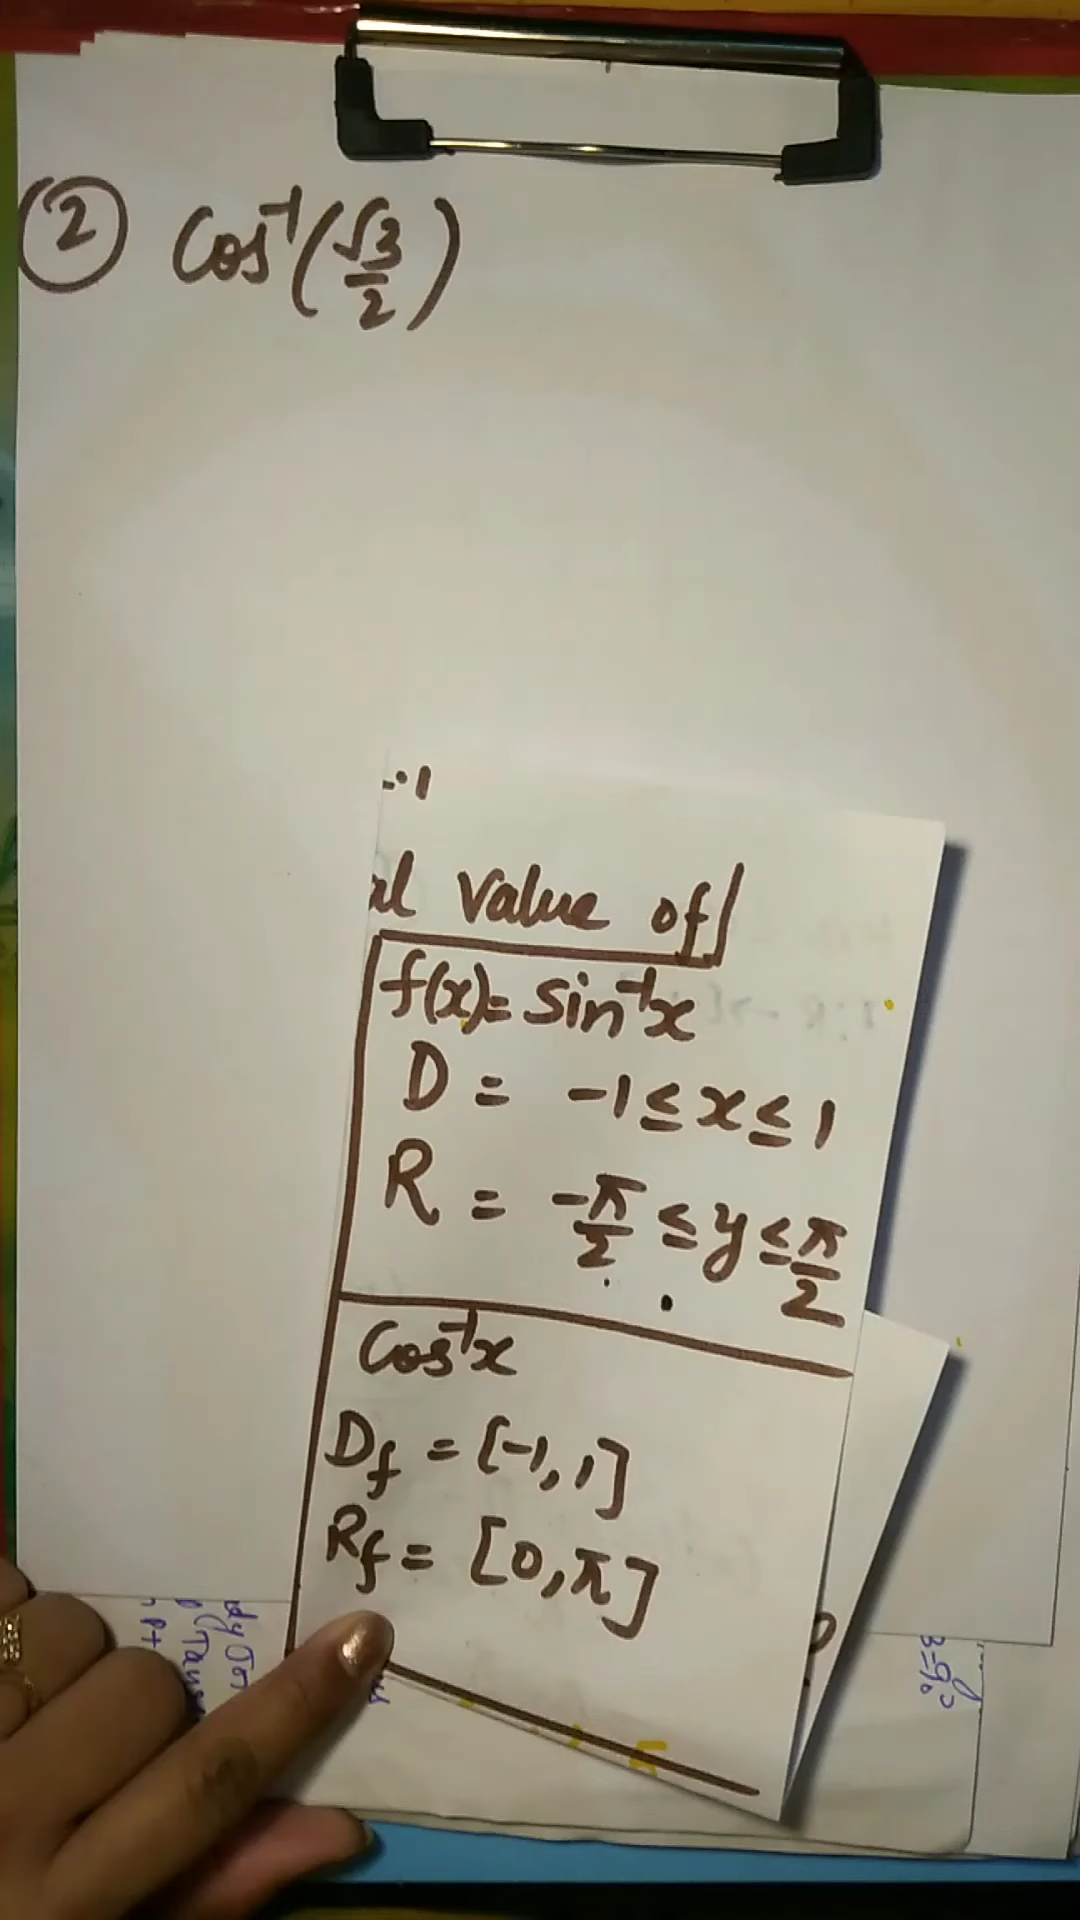 ② Cos⁻¹(√3/2)
-·1
al value of
f(x)= Sin⁻¹x
D = -1≤x≤1
R = -π/2 ≤y≤ π/2
Cos⁻¹x
Df = [-1,1]
Rf = [0,π]